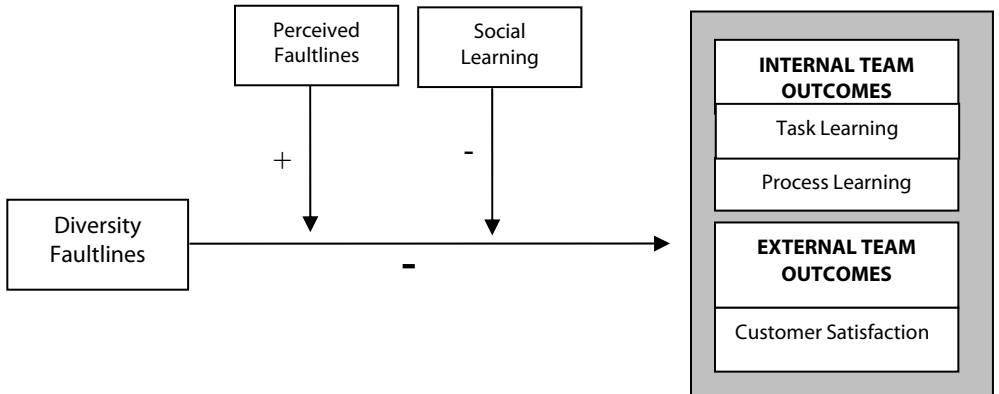 Perceived
Faultlines
Social
Learning
+
-
Diversity
Faultlines
-
INTERNAL TEAM
OUTCOMES
Task Learning
Process Learning
EXTERNAL TEAM
OUTCOMES
Customer Satisfaction